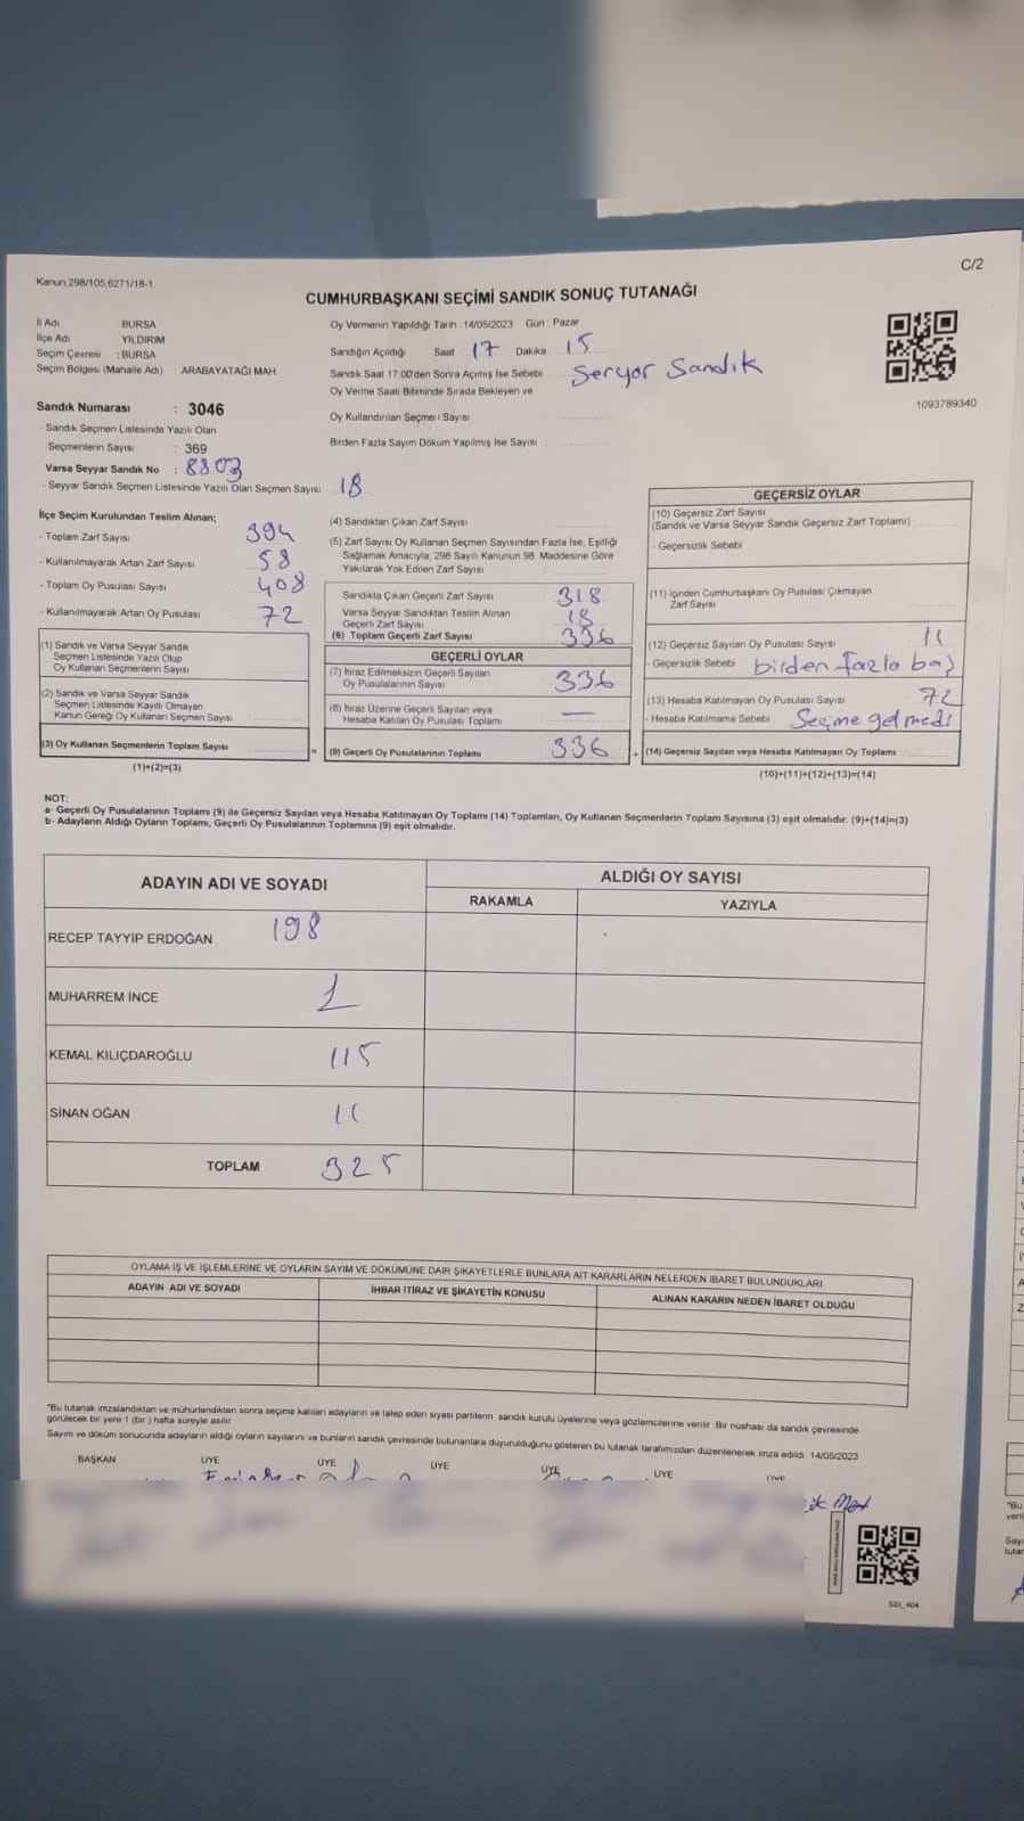 Kanun 298/105,6271/18-1
C/2
CUMHURBAŞKANI SEÇİMİ SANDIK SONUÇ TUTANAĞI
İl Adı BURSA
İlçe Adı YILDIRIM
Seçim Çevresi : BURSA
Seçim Bölgesi (Mahalle Adı) : ARABAYATAĞI MAH.
Sandık Numarası : 3046
- Sandık Seçmen Listesinde Yazılı Olan
Seçmenlerin Sayısı : 369
Varsa Seyyar Sandık No : 8803
- Seyyar Sandık Seçmen Listesinde Yazılı Olan Seçmen Sayısı 18
Oy Vermenin Yapıldığı Tarih : 14/05/2023 Gün : Pazar
Sandığın Açıldığı Saat 17 Dakika 15
Sandık Saat 17:00'den Sonra Açılmış İse Sebebi Seryar Sandık
Oy Verme Saati Bitiminde Sırada Bekleyen ve
Oy Kullandırılan Seçmen Sayısı
Birden Fazla Sayım Döküm Yapılmış İse Sayısı
1093789340
İlçe Seçim Kurulundan Teslim Alınan;
- Toplam Zarf Sayısı 394
- Kullanılmayarak Artan Zarf Sayısı 58
- Toplam Oy Pusulası Sayısı 408
- Kullanılmayarak Artan Oy Pusulası 72
(1) Sandık ve Varsa Seyyar Sandık
Seçmen Listesinde Yazılı Olup
Oy Kullanan Seçmenlerin Sayısı
(2) Sandık ve Varsa Seyyar Sandık
Seçmen Listesinde Kayıtlı Olmayan
Kanun Gereği Oy Kullanan Seçmen Sayısı
(3) Oy Kullanan Seçmenlerin Toplam Sayısı
(1)+(2)=(3)
(4) Sandıktan Çıkan Zarf Sayısı
(5) Zarf Sayısı Oy Kullanan Seçmen Sayısından Fazla İse, Eşitliği
Sağlamak Amacıyla, 298 Sayılı Kanunun 98. Maddesine Göre
Yakılarak Yok Edilen Zarf Sayısı
Sandıkta Çıkan Geçerli Zarf Sayısı 318
Varsa Seyyar Sandıktan Teslim Alınan
Geçerli Zarf Sayısı 18
(6) Toplam Geçerli Zarf Sayısı 336
GEÇERLİ OYLAR
(7) İtiraz Edilmeksizin Geçerli Sayılan
Oy Pusulalarının Sayısı 336
(8) İtiraz Üzerine Geçerli Sayılan veya
Hesaba Katılan Oy Pusulası Toplamı —
= (9) Geçerli Oy Pusulalarının Toplamı 336
GEÇERSİZ OYLAR
(10) Geçersiz Zarf Sayısı
(Sandık ve Varsa Seyyar Sandık Geçersiz Zarf Toplamı)
- Geçersizlik Sebebi
(11) İçinden Cumhurbaşkanı Oy Pusulası Çıkmayan
Zarf Sayısı
(12) Geçersiz Sayılan Oy Pusulası Sayısı 11
- Geçersizlik Sebebi birden fazla bas
(13) Hesaba Katılmayan Oy Pusulası Sayısı 72
- Hesaba Katılmama Sebebi Seçime gelmedi
+ (14) Geçersiz Sayılan veya Hesaba Katılmayan Oy Toplamı
(10)+(11)+(12)+(13)=(14)
NOT:
a- Geçerli Oy Pusulalarının Toplamı (9) ile Geçersiz Sayılan veya Hesaba Katılmayan Oy Toplamı (14) Toplamları, Oy Kullanan Seçmenlerin Toplam Sayısına (3) eşit olmalıdır. (9)+(14)=(3)
b- Adayların Aldığı Oyların Toplamı, Geçerli Oy Pusulalarının Toplamına (9) eşit olmalıdır.
ADAYIN ADI VE SOYADI
ALDIĞI OY SAYISI
RAKAMLA YAZIYLA
RECEP TAYYİP ERDOĞAN 198
MUHARREM İNCE 1
KEMAL KILIÇDAROĞLU 115
SİNAN OĞAN 11
TOPLAM 325
OYLAMA İŞ VE İŞLEMLERİNE VE OYLARIN SAYIM VE DÖKÜMÜNE DAİR ŞİKAYETLERLE BUNLARA AİT KARARLARIN NELERDEN İBARET BULUNDUKLARI
ADAYIN ADI VE SOYADI İHBAR İTİRAZ VE ŞİKAYETİN KONUSU ALINAN KARARIN NEDEN İBARET OLDUĞU
"Bu tutanak imzalandıktan ve mühürlendikten sonra seçime katılan adayların ve talep eden siyasi partilerin sandık kurulu üyelerine veya gözlemcilerine verilir. Bir nüshası da sandık çevresinde
görülecek bir yere 1 (bir) hafta süreyle asılır.
Sayım ve döküm sonucunda adayların aldığı oyların sayılarını ve bunların sandık çevresinde bulunanlara duyurulduğunu gösteren bu tutanak tarafımızdan düzenlenerek imza edildi. 14/05/2023
BAŞKAN ÜYE ÜYE ÜYE ÜYE ÜYE